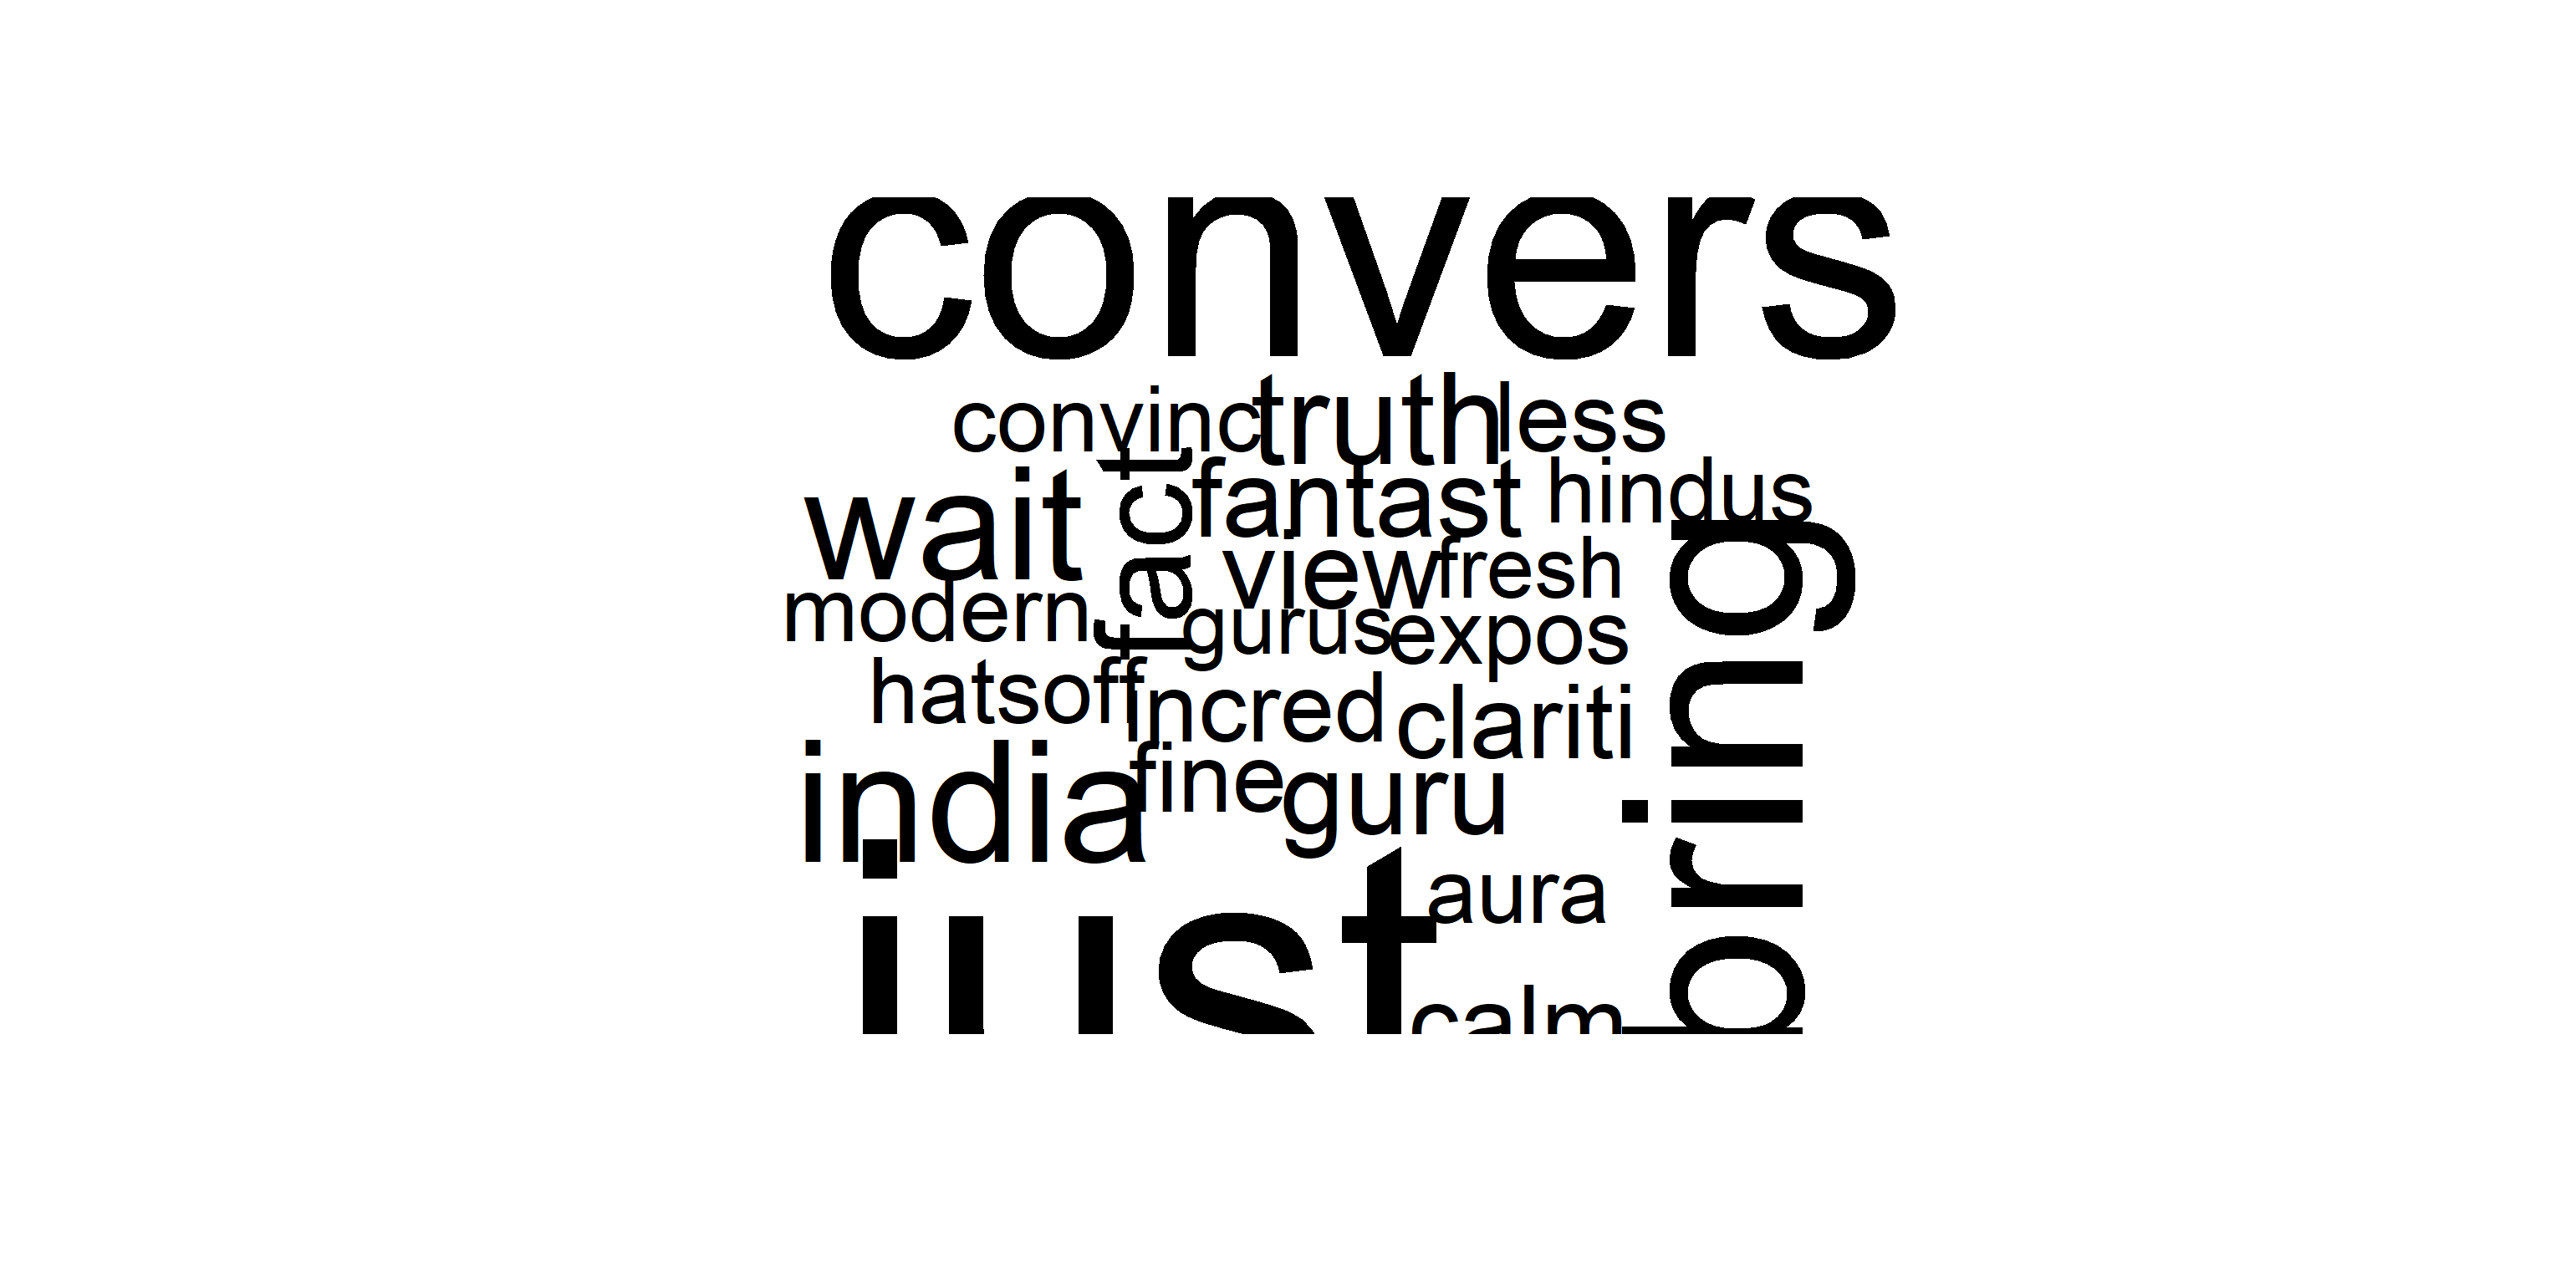 convers
convinc truth less
wait fact fantast hindus
view fresh
modern gurus expos
hatsoff incred clariti
india fine guru
just aura
bring
calm